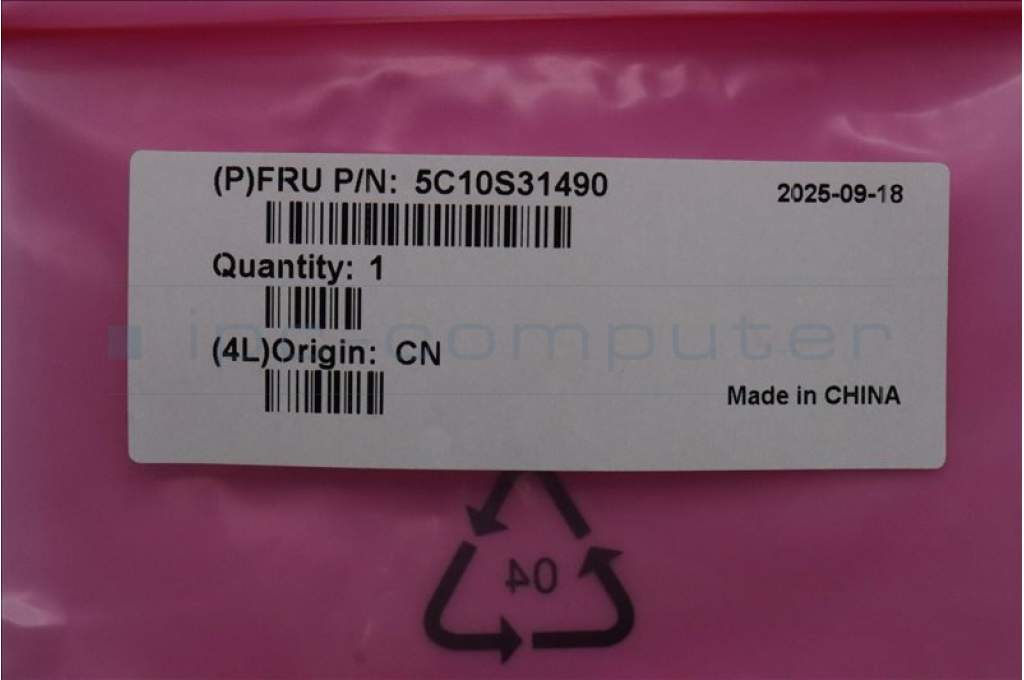 (P)FRU P/N: 5C10S31490
2025-09-18
Quantity: 1
(4L)Origin: CN
Made in CHINA
04